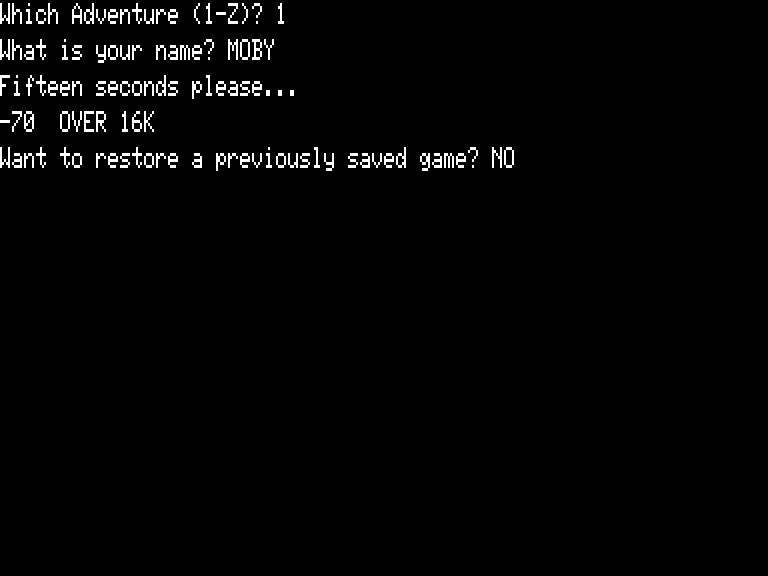 Which Adventure (1-Z)? 1
What is your name? MOBY
Fifteen seconds please...
-70  OVER 16K
Want to restore a previously saved game? NO